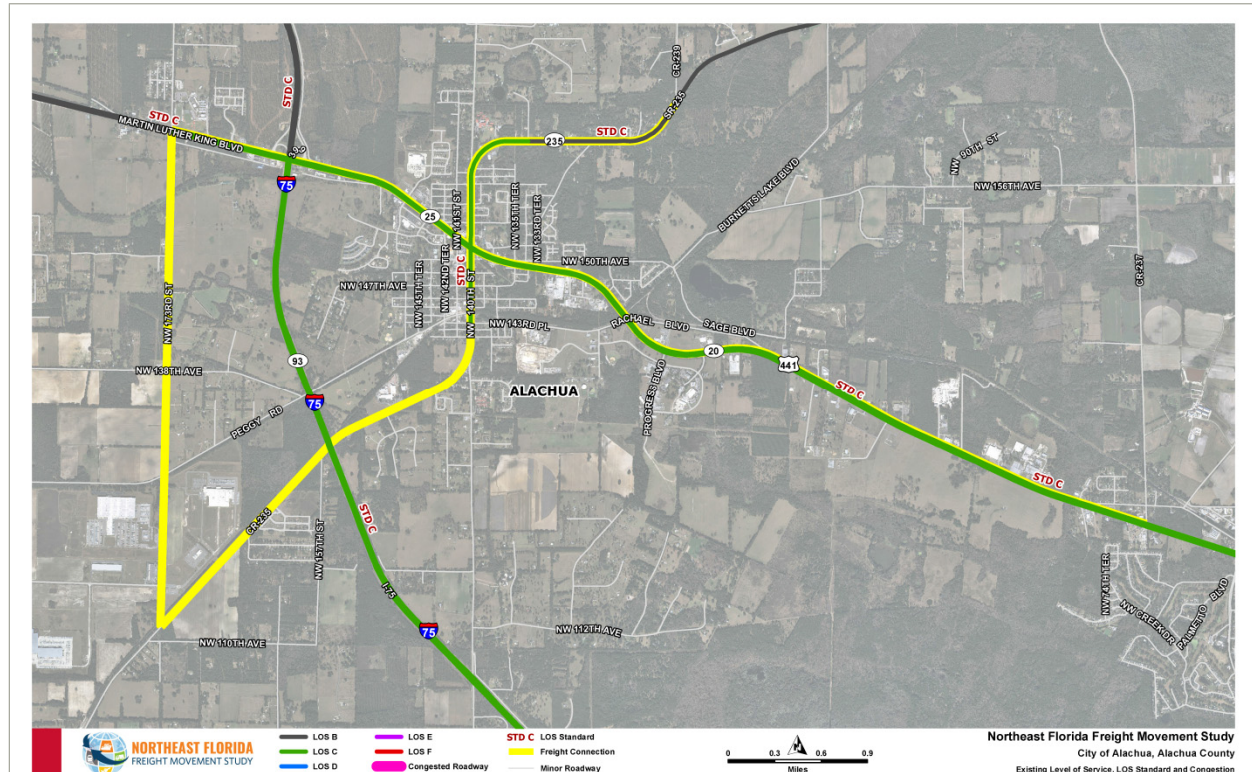 STD C
CR-239
STD C
MARTIN LUTHER KING BLVD
235
STD C
SR-235
75
NW 90TH ST
NW 156TH AVE
BURNETTS LAKE BLVD
25
NW 141ST ST
NW 135TH TER
NW 133RD TER
NW 150TH AVE
STD C
NW 142ND TER
NW 145TH TER
NW 147TH AVE
NW 140TH ST
CR-237
NW 173RD ST
NW 143RD PL
RACHAEL BLVD
SAGE BLVD
20
441
93
NW 138TH AVE
ALACHUA
PROGRESS BLVD
75
PEGGY RD
STD C
STD C
CR-235
STD C
NW 157TH ST
I-75
NW 74TH TER
NW CREEK DR
PALMETTO BLVD
75
NW 110TH AVE
NW 112TH AVE
NORTHEAST FLORIDA
FREIGHT MOVEMENT STUDY
LOS B
LOS C
LOS D
LOS E
LOS F
Congested Roadway
STD C LOS Standard
Freight Connection
Minor Roadway
0 0.3 0.6 0.9
Miles
Northeast Florida Freight Movement Study
City of Alachua, Alachua County
Existing Level of Service, LOS Standard and Congestion